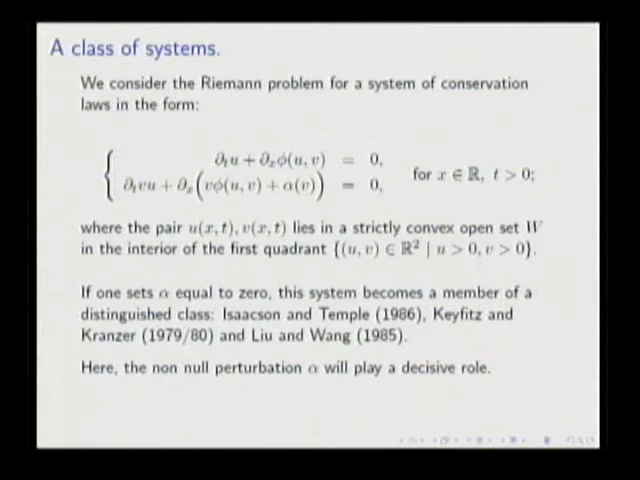 A class of systems.
We consider the Riemann problem for a system of conservation
laws in the form:
∂ₜu + ∂ₓϕ(u, v) = 0,
∂ₜvu + ∂ₓ(vϕ(u, v) + α(v)) = 0,
for x ∈ ℝ, t > 0;
where the pair u(x, t), v(x, t) lies in a strictly convex open set W
in the interior of the first quadrant {(u, v) ∈ ℝ² | u > 0, v > 0}.
If one sets α equal to zero, this system becomes a member of a
distinguished class: Isaacson and Temple (1986), Keyfitz and
Kranzer (1979/80) and Liu and Wang (1985).
Here, the non null perturbation α will play a decisive role.